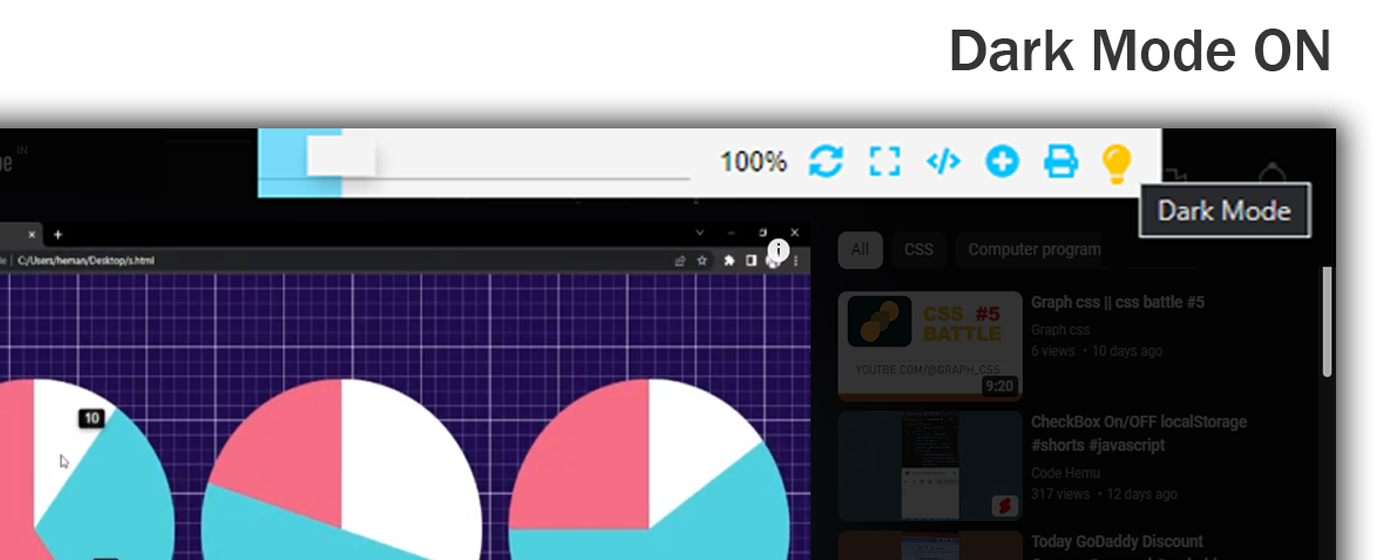 Dark Mode ON
IN
100%
Dark Mode
C:/Users/heman/Desktop/s.html
All
CSS
Computer program
CSS #5
BATTLE
YOUTBE.COM/@GRAPH_CSS
9:20
Graph css || css battle #5
Graph css
6 views • 10 days ago
10
CheckBox On/OFF localStorage
#shorts #javascript
Code Hemu
317 views • 12 days ago
Today GoDaddy Discount